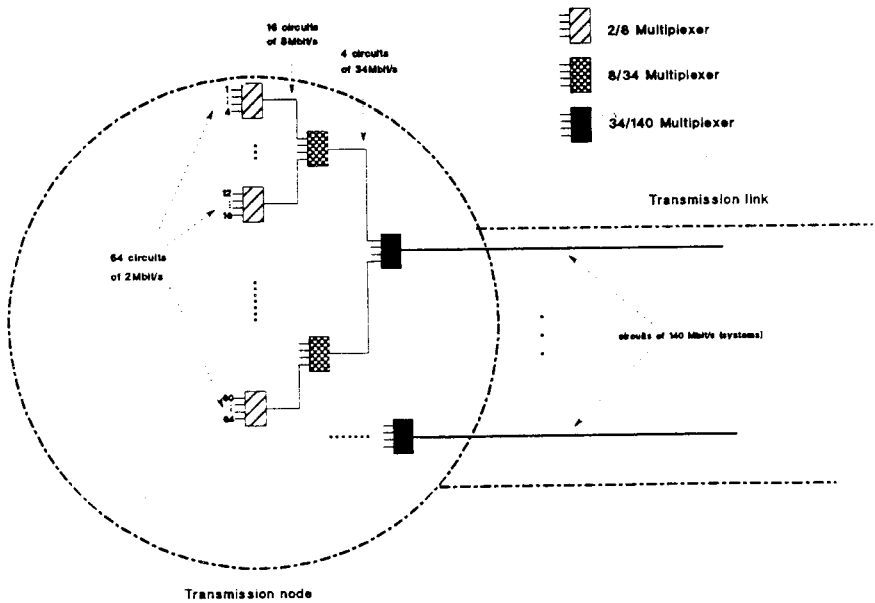 16 circuits
of 8Mbit/s
4 circuits
of 34Mbit/s
2/8 Multiplexer
8/34 Multiplexer
34/140 Multiplexer
1
4
12
16
64 circuits
of 2Mbit/s
60
64
Transmission link
circuits of 140 Mbit/s (systems)
Transmission node